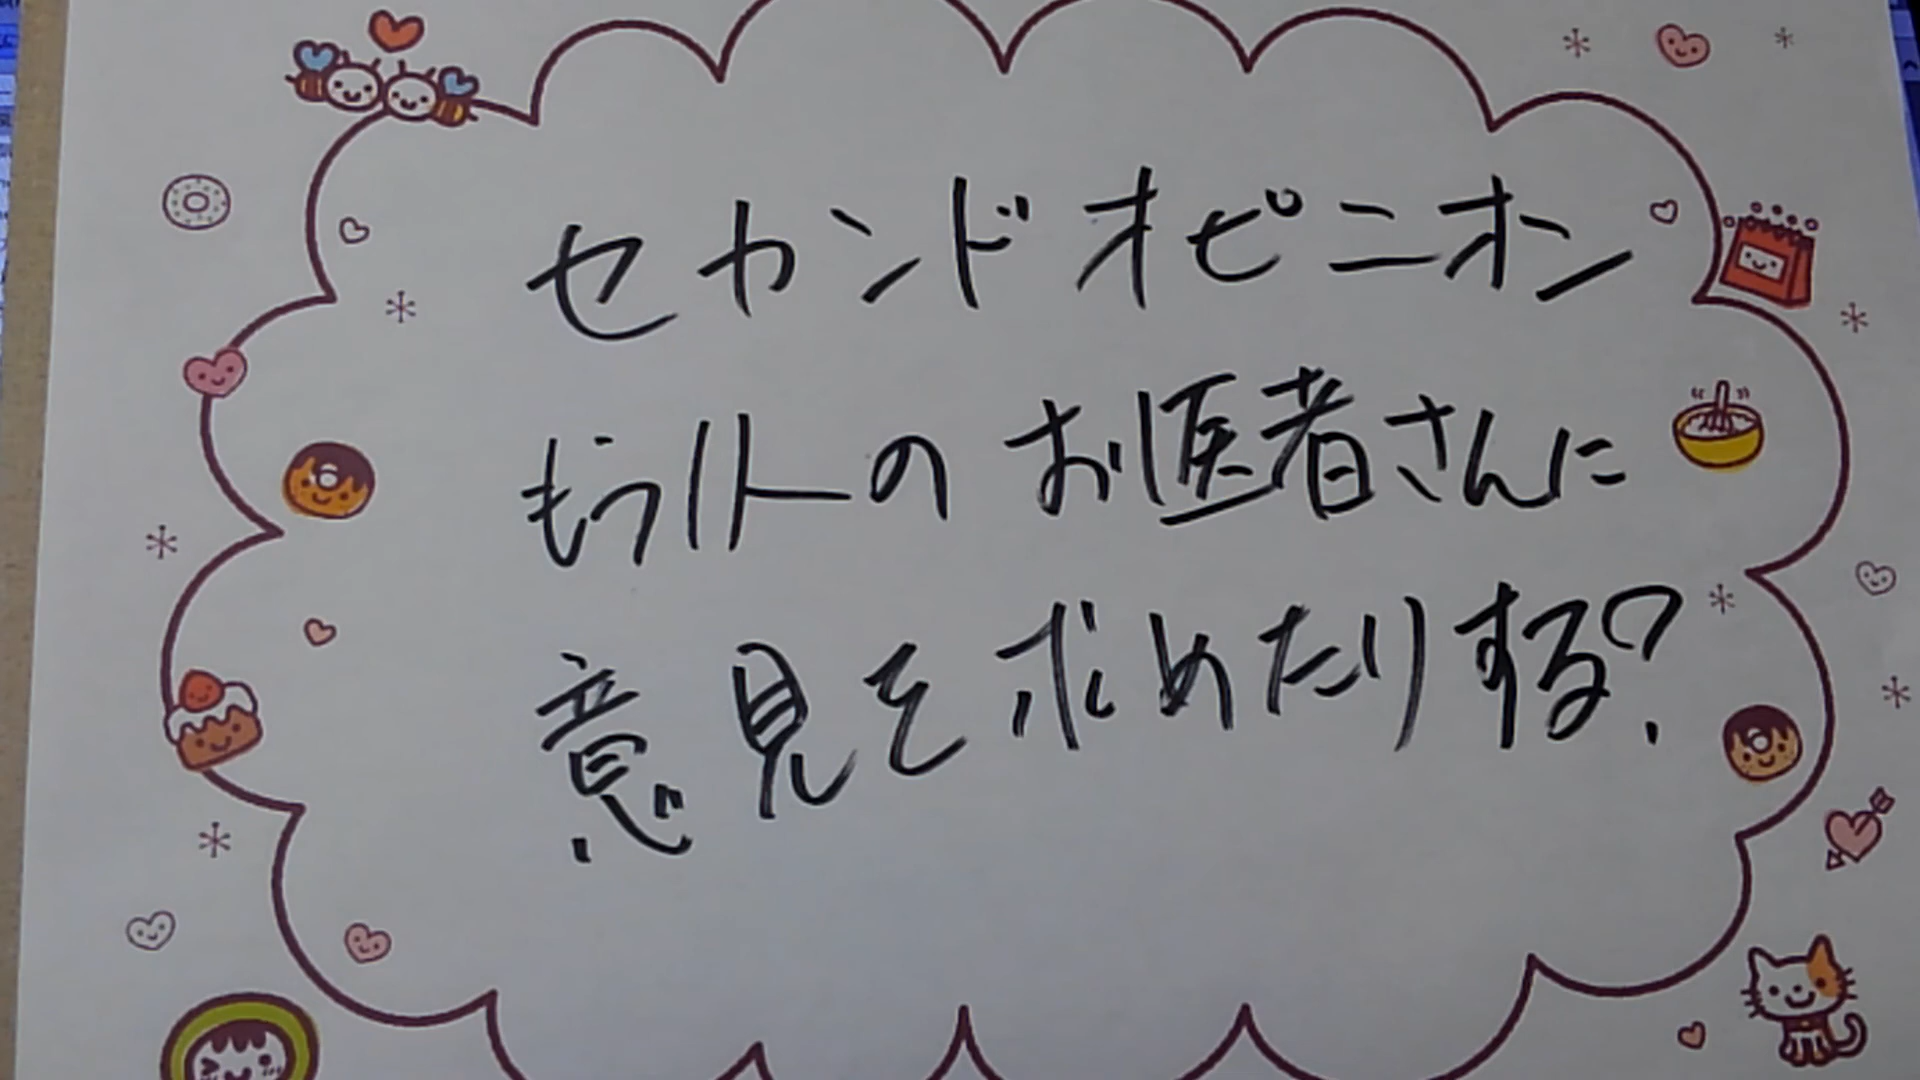 セカンドオピニオン
もう1人のお医者さんに
意見を求めたりする?